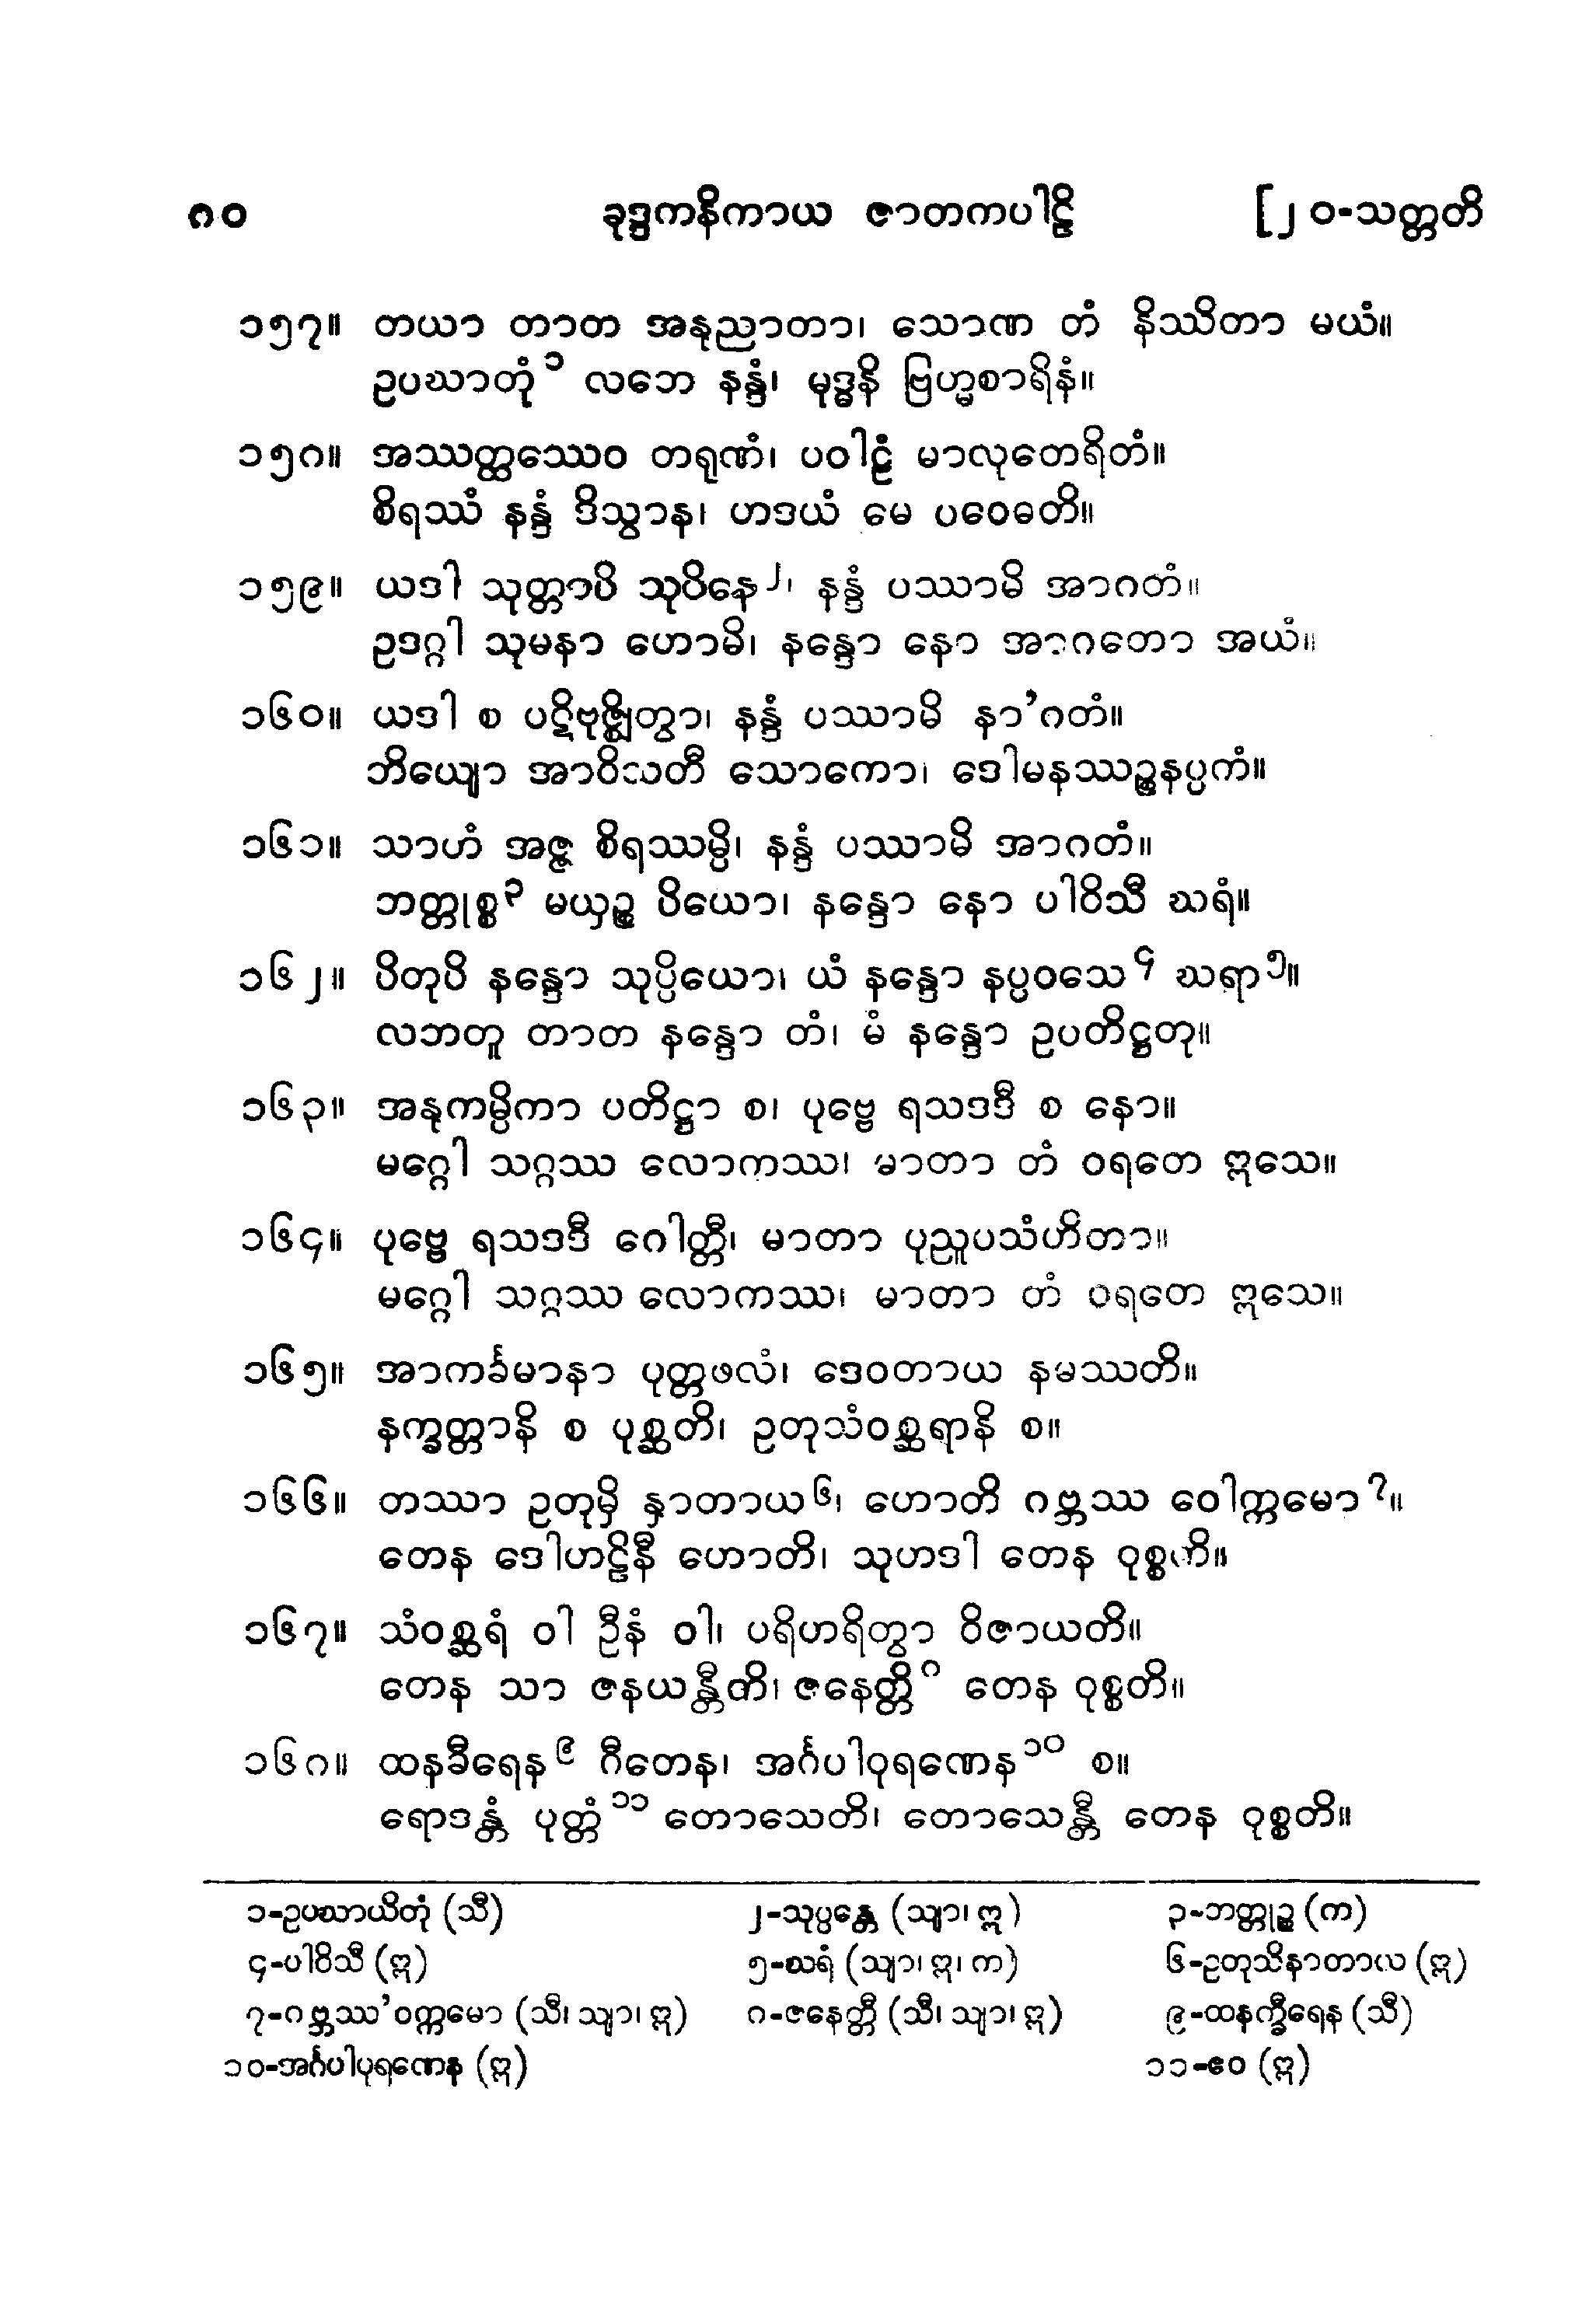 ၈၀ ခုဒ္ဒကနိကာယ ဇာတကပါဠိ [၂၀-သတ္တတိ
၁၅၇။ တယာ တာတ အနုညာတာ၊ သောဏ တံ နိဿိတာ မယံ။
ဥပဃာတုံ၁ လဘေ နန္ဒံ၊ မုဒ္ဓနိ ဗြဟ္မစာရိနံ။
၁၅၈။ အဿတ္ထဿေဝ တရုဏံ၊ ပဝါဠံ မာလုတေရိတံ။
စိရဿံ နန္ဒံ ဒိသွာန၊ ဟဒယံ မေ ပဝေဓတိ။
၁၅၉။ ယဒါ သုတ္တာပိ သုပိနေ၂၊ နန္ဒံ ပဿာမိ အာဂတံ။
ဥဒဂ္ဂါ သုမနာ ဟောမိ၊ နန္ဒော နော အာဂတော အယံ။
၁၆၀။ ယဒါ စ ပဋိဗုဇ္ဈိတွာ၊ နန္ဒံ ပဿာမိ နာ’ဂတံ။
ဘိယျော အာဝိသတီ သောကော၊ ဒေါမနဿဉ္စနပ္ပကံ။
၁၆၁။ သာဟံ အဇ္ဇ စိရဿမ္ပိ၊ နန္ဒံ ပဿာမိ အာဂတံ။
ဘတ္တုစ္စ၃ မယှဉ္စ ပိယော၊ နန္ဒော နော ပါဝိသီ ဃရံ။
၁၆၂။ ပိတုပိ နန္ဒော သုပ္ပိယော၊ ယံ နန္ဒော နပ္ပဝသေ၄ ဃရာ၅။
လဘတူ တာတ နန္ဒော တံ၊ မံ နန္ဒော ဥပတိဋ္ဌတု။
၁၆၃။ အနုကမ္ပိကာ ပတိဋ္ဌာ စ၊ ပုဗ္ဗေ ရသဒဒီ စ နော။
မဂ္ဂေါ သဂ္ဂဿ လောကဿ၊ မာတာ တံ ဝရတေ ဣသေ။
၁၆၄။ ပုဗ္ဗေ ရသဒဒီ ဂေါတ္တီ၊ မာတာ ပုညူပသံဟိတာ။
မဂ္ဂေါ သဂ္ဂဿ လောကဿ၊ မာတာ တံ ဝရတေ ဣသေ။
၁၆၅။ အာကင်္ခမာနာ ပုတ္တဖလံ၊ ဒေဝတာယ နမဿတိ။
နက္ခတ္တာနိ စ ပုစ္ဆတိ၊ ဥတုသံဝစ္ဆရာနိ စ။
၁၆၆။ တဿာ ဥတုမှိ နှာတာယ၆၊ ဟောတိ ဂဗ္ဘဿ ဝေါက္ကမော၇။
တေန ဒေါဟဠိနီ ဟောတိ၊ သုဟဒါ တေန ဝုစ္စတိ။
၁၆၇။ သံဝစ္ဆရံ ဝါ ဦနံ ဝါ၊ ပရိဟရိတွာ ဝိဇာယတိ။
တေန သာ ဇနယန္တီတိ၊ ဇနေတ္တိ၈ တေန ဝုစ္စတိ။
၁၆၈။ ထနခီရေန၉ ဂီတေန၊ အင်္ဂပါဝုရဏေန၁၀ စ။
ရောဒန္တံ ပုတ္တံ၁၁ တောသေတိ၊ တောသေန္တီ တေန ဝုစ္စတိ။
၁-ဥပဃာယိတုံ (သီ) ၂-သုပ္ပန္တေ (သျာ၊ ဣ) ၃-ဘတ္တုဉ္စ (က)
၄-ပါဝိသီ (ဣ) ၅-ဃရံ (သျာ၊ ဣ၊ က) ၆-ဥတုသိနာတာယ (ဣ)
၇-ဂဗ္ဘဿ’ဝက္ကမော (သီ၊ သျာ၊ ဣ) ၈-ဇနေတ္တီ (သီ၊ သျာ၊ ဣ) ၉-ထနက္ခီရေန (သီ)
၁၀-အင်္ဂပါပုရဏေန (ဣ) ၁၁-ဧဝ (ဣ)